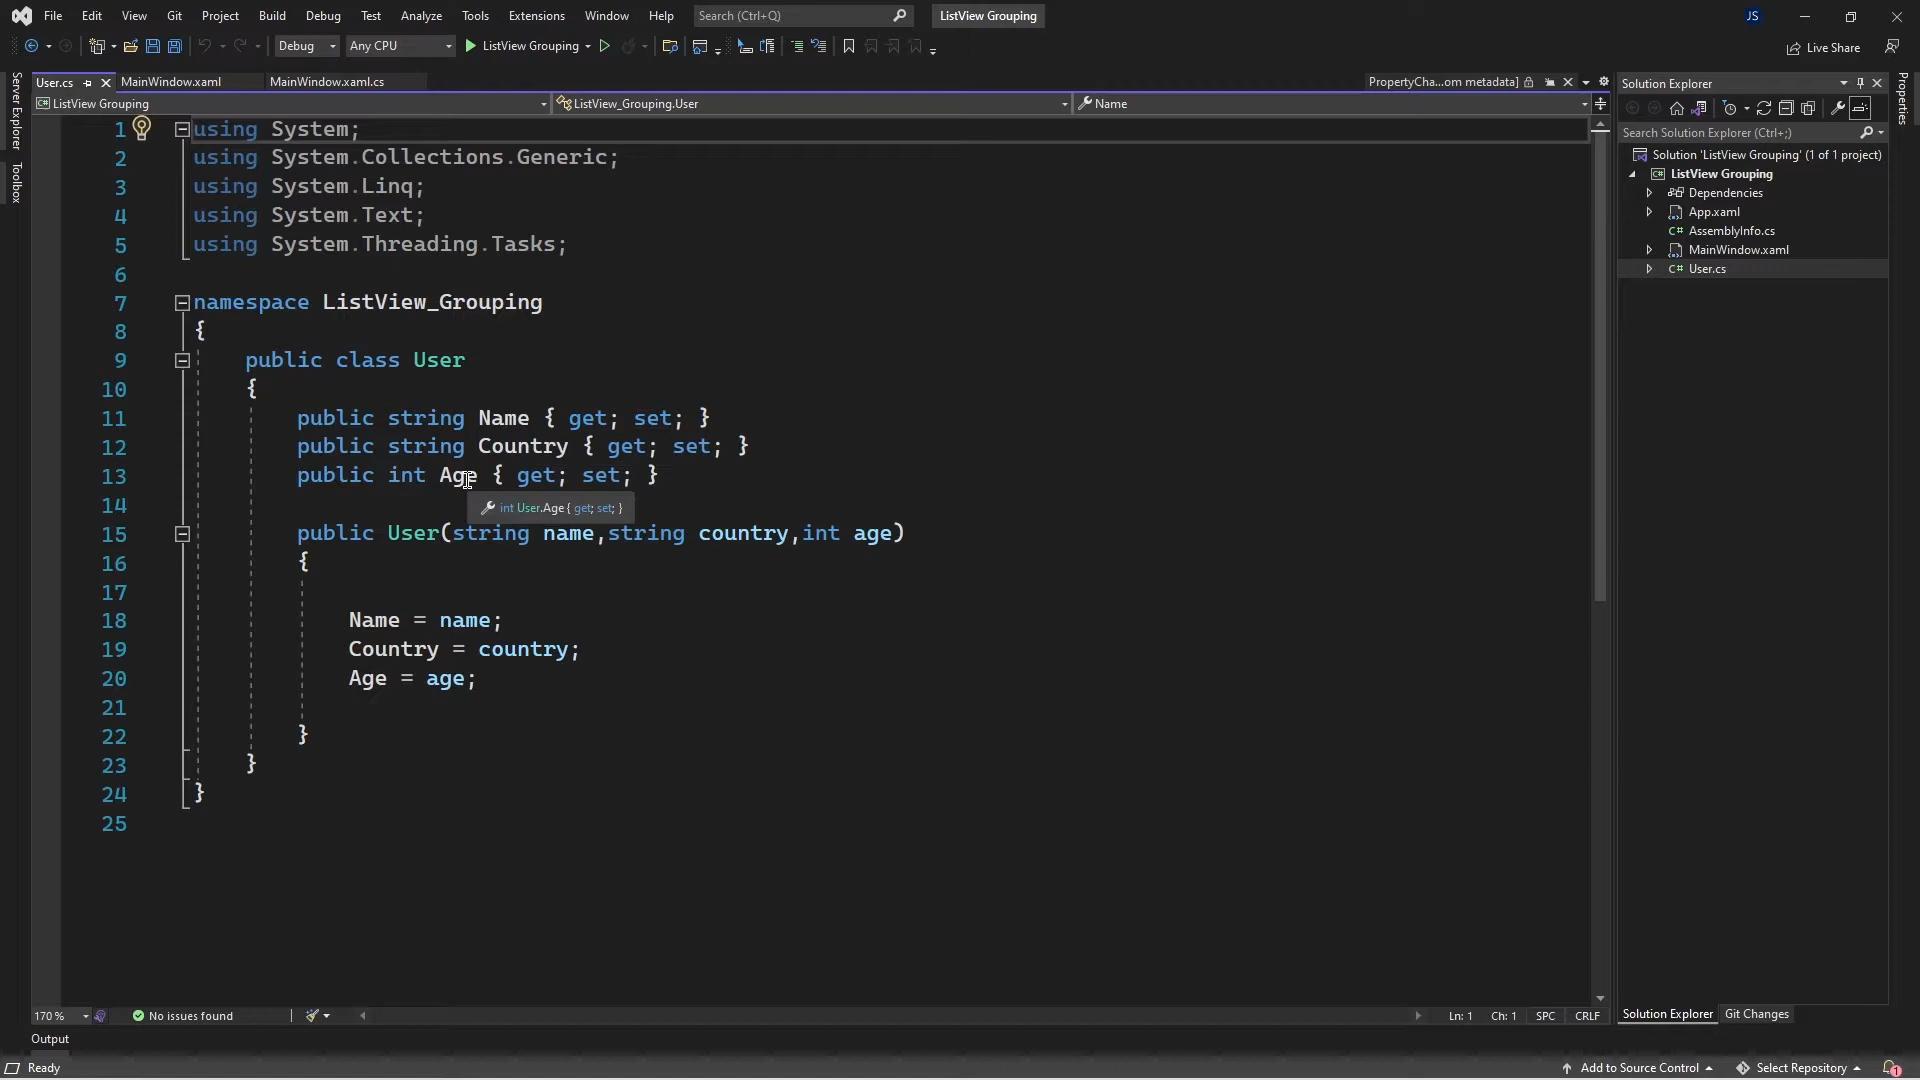 File Edit View Git Project Build Debug Test Analyze Tools Extensions Window Help Search (Ctrl+Q) ListView Grouping JS
Debug Any CPU ListView Grouping Live Share
User.cs MainWindow.xaml MainWindow.xaml.cs PropertyCha...om metadata]
ListView Grouping ListView_Grouping.User Name
Server Explorer
Toolbox
1 using System;
2 using System.Collections.Generic;
3 using System.Linq;
4 using System.Text;
5 using System.Threading.Tasks;
6
7 namespace ListView_Grouping
8 {
9 public class User
10 {
11 public string Name { get; set; }
12 public string Country { get; set; }
13 public int Age { get; set; }
int User.Age { get; set; }
14
15 public User(string name,string country,int age)
16 {
17
18 Name = name;
19 Country = country;
20 Age = age;
21
22 }
23 }
24 }
25
170 % No issues found Ln: 1 Ch: 1 SPC CRLF
Output
Solution Explorer
Search Solution Explorer (Ctrl+;)
Solution 'ListView Grouping' (1 of 1 project)
C# ListView Grouping
Dependencies
App.xaml
C# AssemblyInfo.cs
MainWindow.xaml
C# User.cs
Solution Explorer Git Changes
Properties
Ready Add to Source Control Select Repository 1